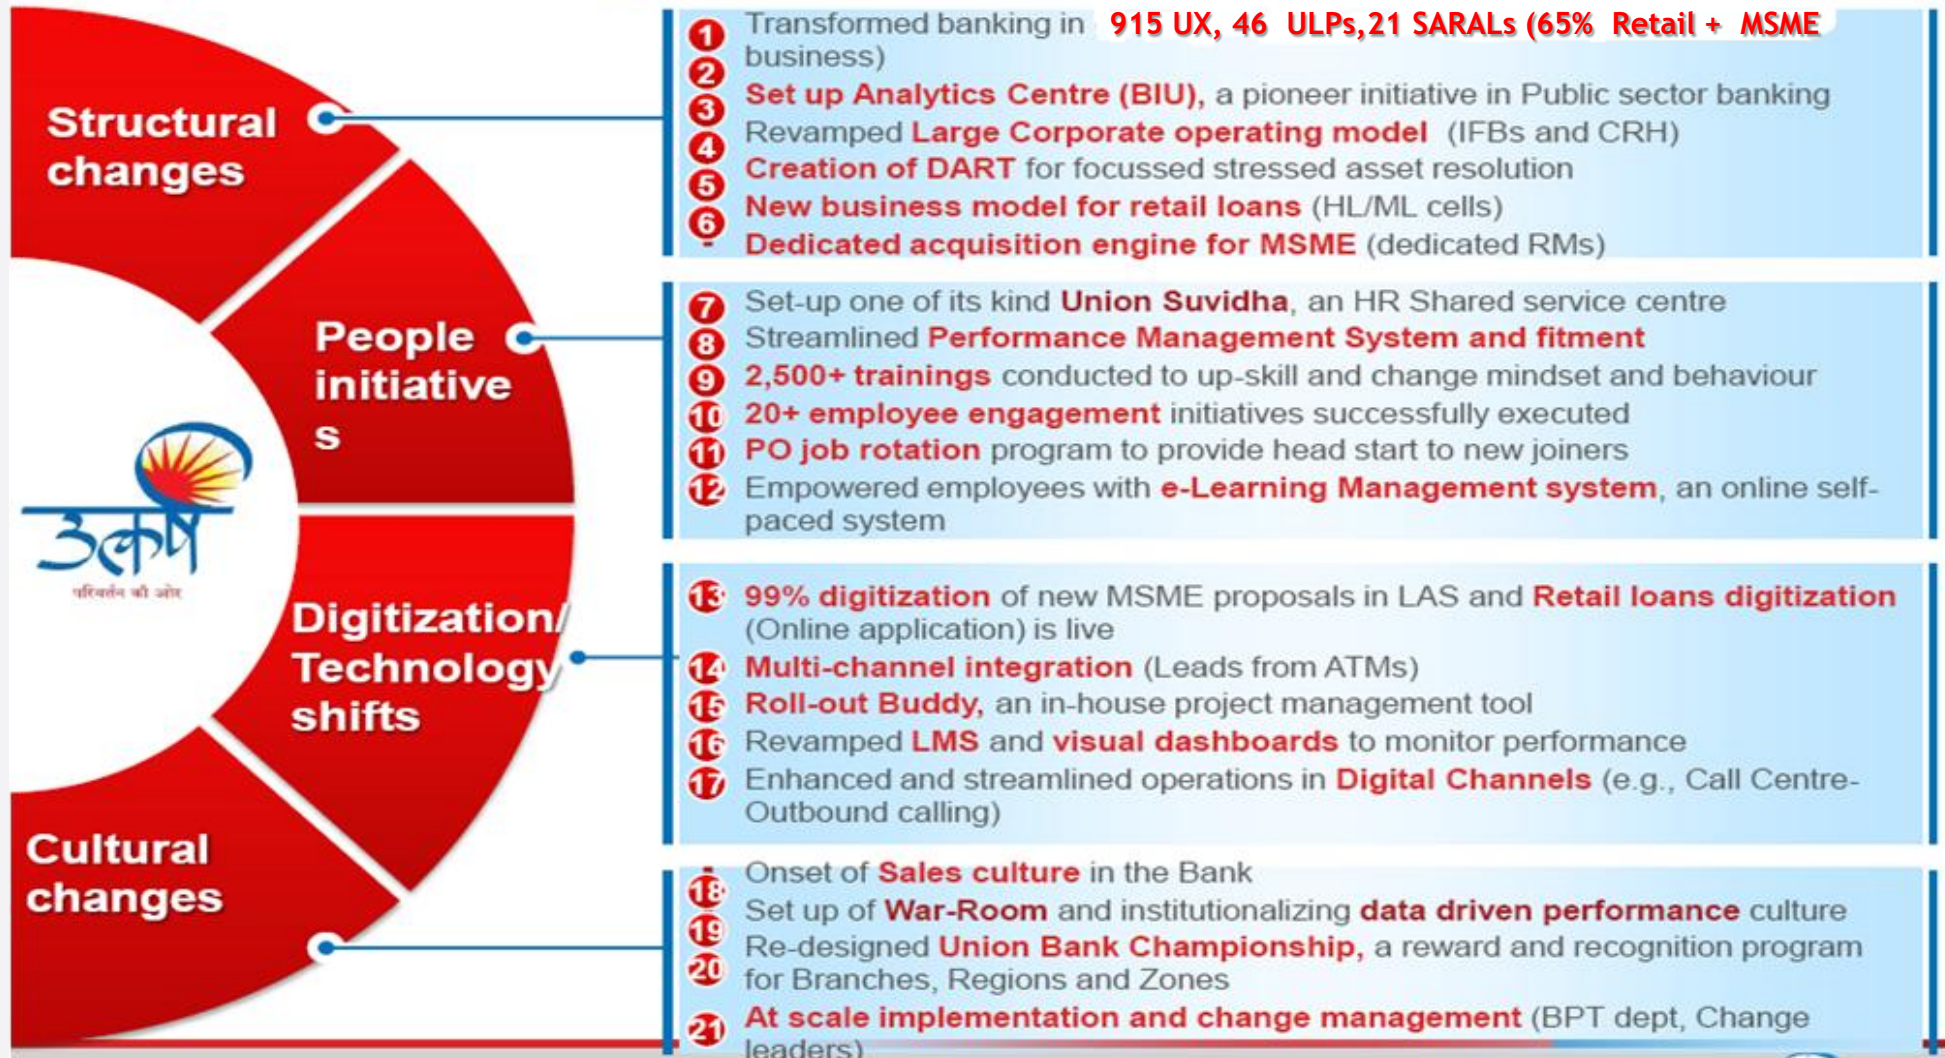 Structural
changes
1 Transformed banking in 915 UX, 46 ULPs,21 SARALs (65% Retail + MSME
business)
2
3 Set up Analytics Centre (BIU), a pioneer initiative in Public sector banking
Revamped Large Corporate operating model (IFBs and CRH)
4 Creation of DART for focussed stressed asset resolution
5 New business model for retail loans (HL/ML cells)
6 Dedicated acquisition engine for MSME (dedicated RMs)
People
initiative
s
7 Set-up one of its kind Union Suvidha, an HR Shared service centre
8 Streamlined Performance Management System and fitment
9 2,500+ trainings conducted to up-skill and change mindset and behaviour
10 20+ employee engagement initiatives successfully executed
11 PO job rotation program to provide head start to new joiners
12 Empowered employees with e-Learning Management system, an online self-
paced system
उत्कर्ष
परिवर्तन की ओर
Digitization/
Technology
shifts
13 99% digitization of new MSME proposals in LAS and Retail loans digitization
(Online application) is live
14 Multi-channel integration (Leads from ATMs)
15 Roll-out Buddy, an in-house project management tool
16 Revamped LMS and visual dashboards to monitor performance
17 Enhanced and streamlined operations in Digital Channels (e.g., Call Centre-
Outbound calling)
Cultural
changes
18 Onset of Sales culture in the Bank
19 Set up of War-Room and institutionalizing data driven performance culture
20 Re-designed Union Bank Championship, a reward and recognition program
for Branches, Regions and Zones
21 At scale implementation and change management (BPT dept, Change
leaders)